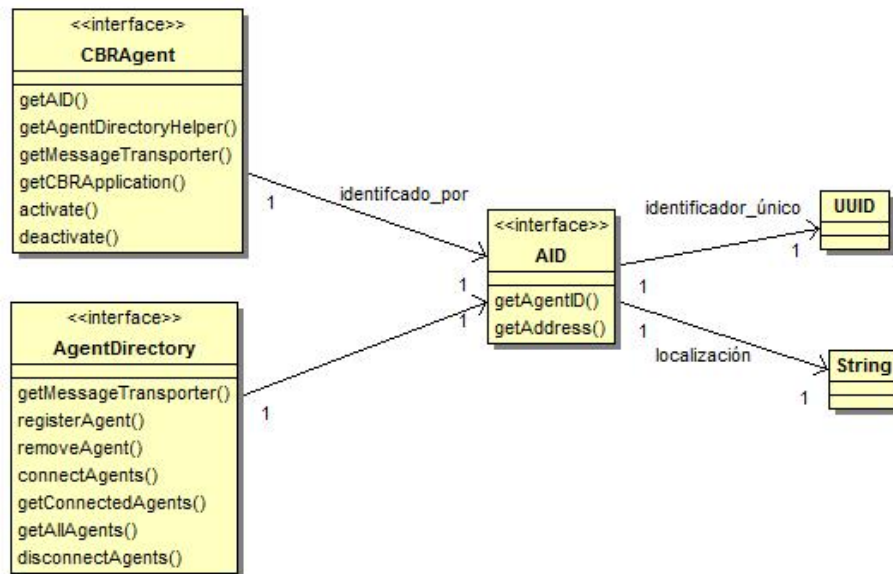 <<interface>>
CBRAgent
getAID()
getAgentDirectoryHelper()
getMessageTransporter()
getCBRApplication()
activate()
deactivate()
1
identifcado_por
1
<<interface>>
AgentDirectory
getMessageTransporter()
registerAgent()
removeAgent()
connectAgents()
getConnectedAgents()
getAllAgents()
disconnectAgents()
1
1
<<interface>>
AID
getAgentID()
getAddress()
1
identificador_único
1
UUID
1
localización
1
String